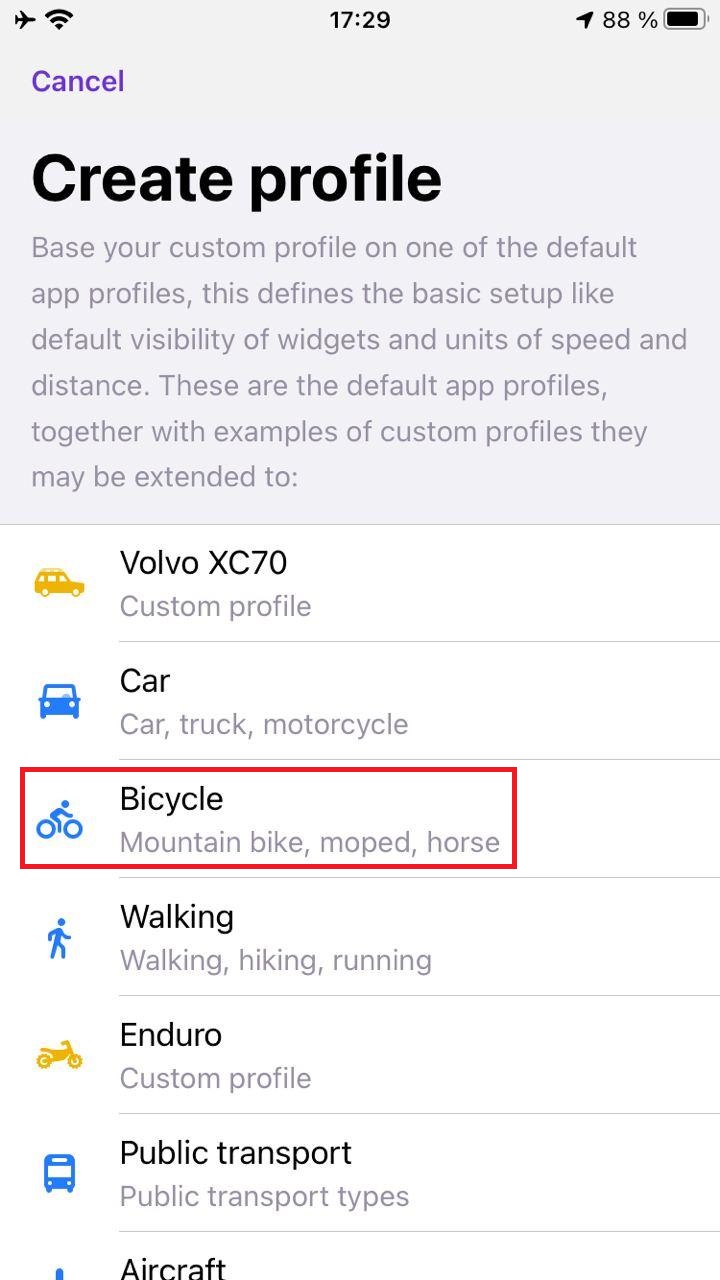 17:29
88 %
Cancel
Create profile
Base your custom profile on one of the default
app profiles, this defines the basic setup like
default visibility of widgets and units of speed and
distance. These are the default app profiles,
together with examples of custom profiles they
may be extended to:
Volvo XC70
Custom profile
Car
Car, truck, motorcycle
Bicycle
Mountain bike, moped, horse
Walking
Walking, hiking, running
Enduro
Custom profile
Public transport
Public transport types
Aircraft